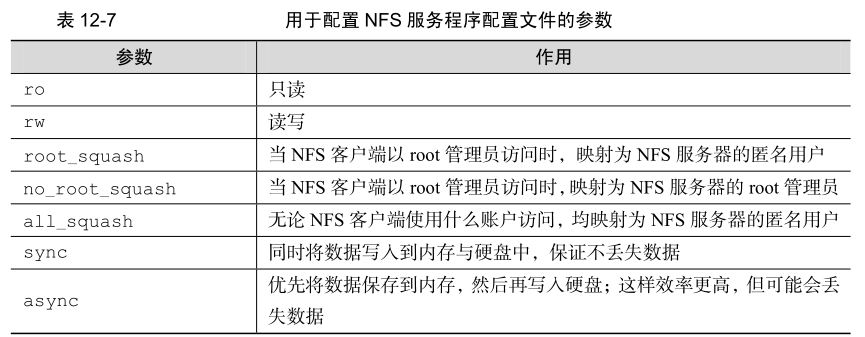 表 12-7 用于配置 NFS 服务程序配置文件的参数
参数 作用
ro 只读
rw 读写
root_squash 当 NFS 客户端以 root 管理员访问时，映射为 NFS 服务器的匿名用户
no_root_squash 当 NFS 客户端以 root 管理员访问时，映射为 NFS 服务器的 root 管理员
all_squash 无论 NFS 客户端使用什么账户访问，均映射为 NFS 服务器的匿名用户
sync 同时将数据写入到内存与硬盘中，保证不丢失数据
async 优先将数据保存到内存，然后再写入硬盘；这样效率更高，但可能会丢
失数据